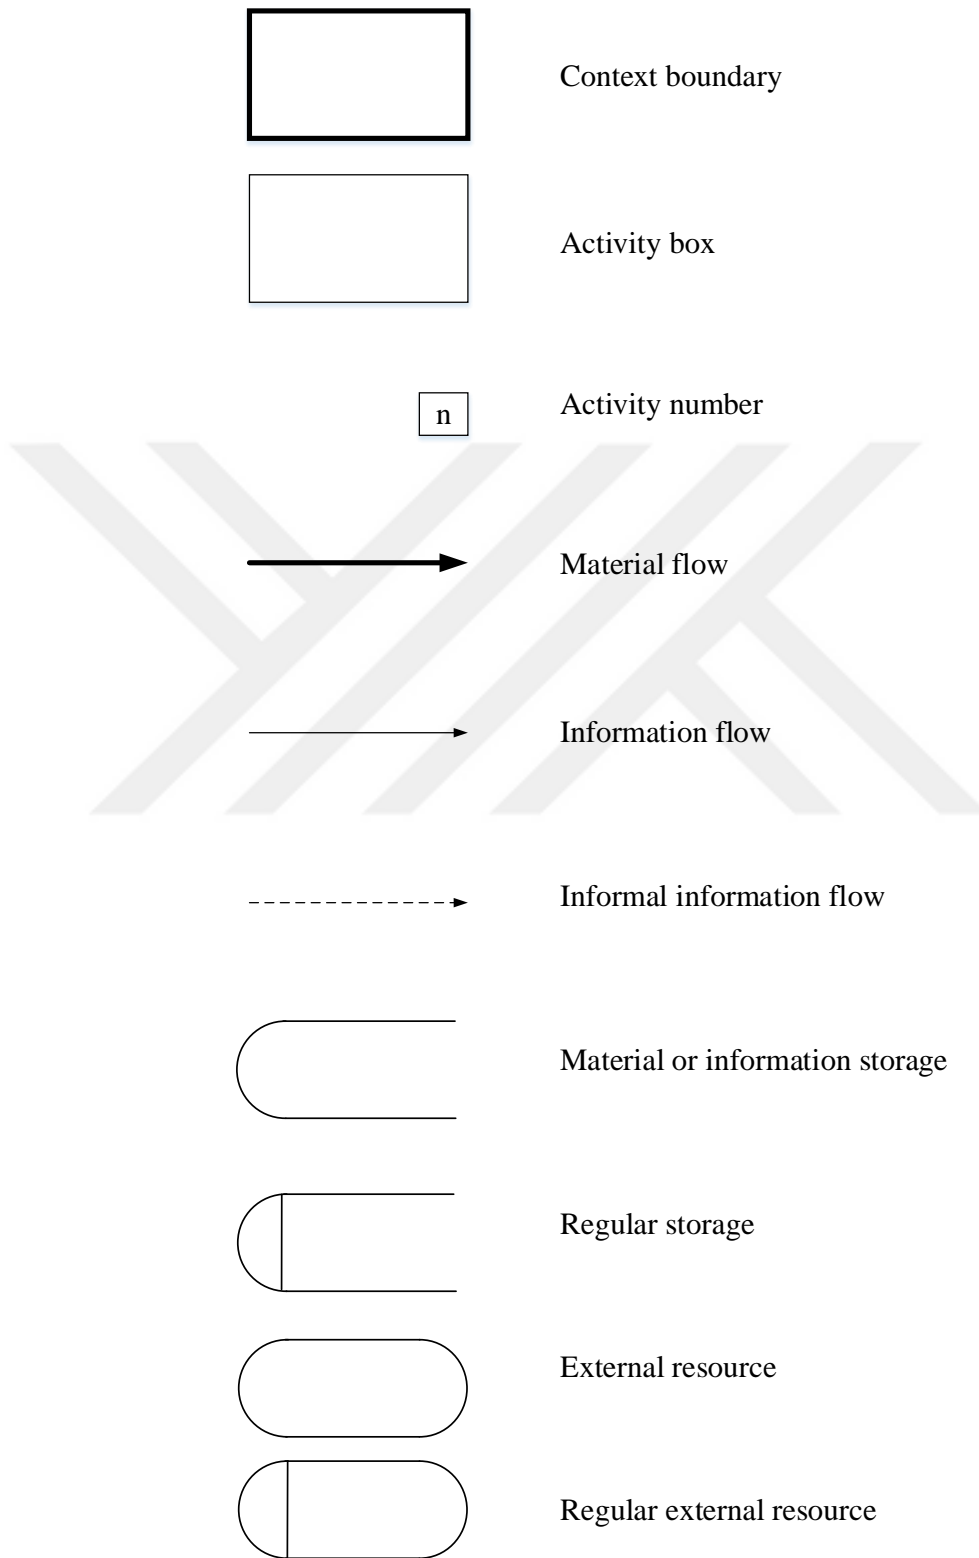 Context boundary
Activity box
n
Activity number
Material flow
Information flow
Informal information flow
Material or information storage
Regular storage
External resource
Regular external resource